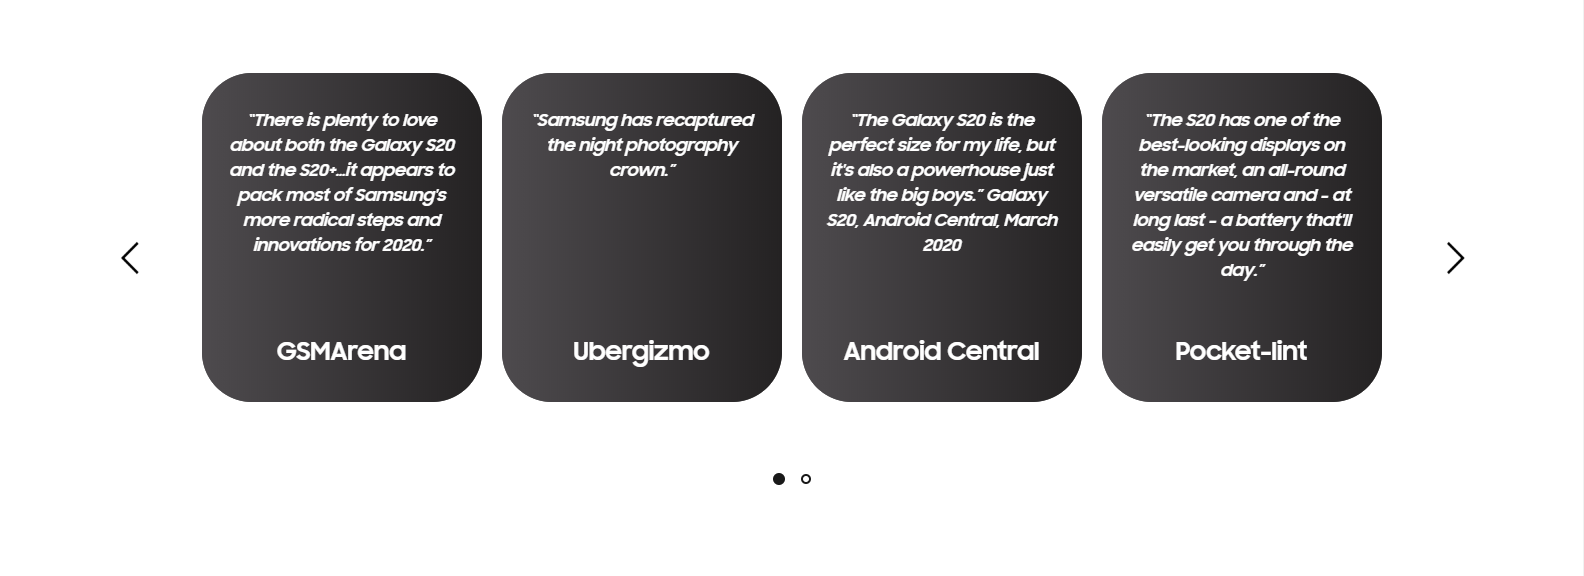 “There is plenty to love
about both the Galaxy S20
and the S20+...it appears to
pack most of Samsung's
more radical steps and
innovations for 2020.”
GSMArena
“Samsung has recaptured
the night photography
crown.”
Ubergizmo
“The Galaxy S20 is the
perfect size for my life, but
it's also a powerhouse just
like the big boys.” Galaxy
S20, Android Central, March
2020
Android Central
“The S20 has one of the
best-looking displays on
the market, an all-round
versatile camera and - at
long last - a battery that'll
easily get you through the
day.”
Pocket-lint